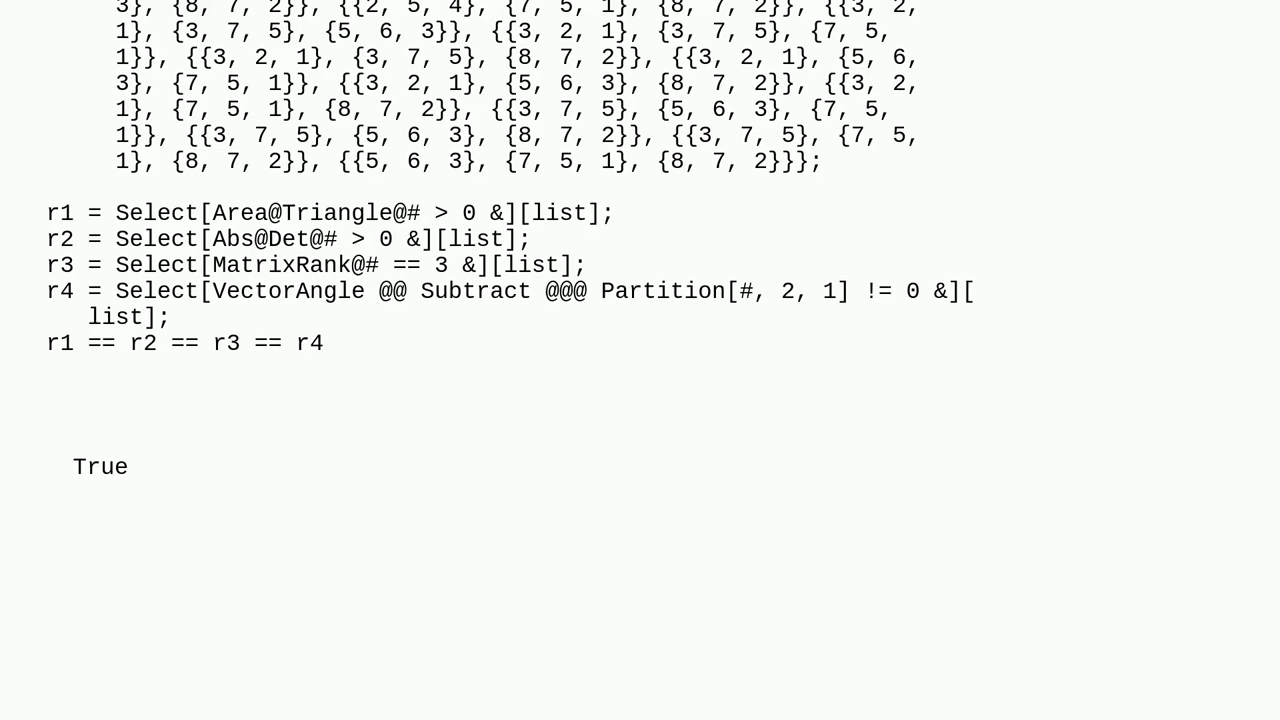 3}, {8, 7, 2}}, {{2, 5, 4}, {7, 5, 1}, {8, 7, 2}}, {{3, 2,
1}, {3, 7, 5}, {5, 6, 3}}, {{3, 2, 1}, {3, 7, 5}, {7, 5,
1}}, {{3, 2, 1}, {3, 7, 5}, {8, 7, 2}}, {{3, 2, 1}, {5, 6,
3}, {7, 5, 1}}, {{3, 2, 1}, {5, 6, 3}, {8, 7, 2}}, {{3, 2,
1}, {7, 5, 1}, {8, 7, 2}}, {{3, 7, 5}, {5, 6, 3}, {7, 5,
1}}, {{3, 7, 5}, {5, 6, 3}, {8, 7, 2}}, {{3, 7, 5}, {7, 5,
1}, {8, 7, 2}}, {{5, 6, 3}, {7, 5, 1}, {8, 7, 2}}};
r1 = Select[Area@Triangle@# > 0 &][list];
r2 = Select[Abs@Det@# > 0 &][list];
r3 = Select[MatrixRank@# == 3 &][list];
r4 = Select[VectorAngle @@ Subtract @@@ Partition[#, 2, 1] != 0 &][
list];
r1 == r2 == r3 == r4
True